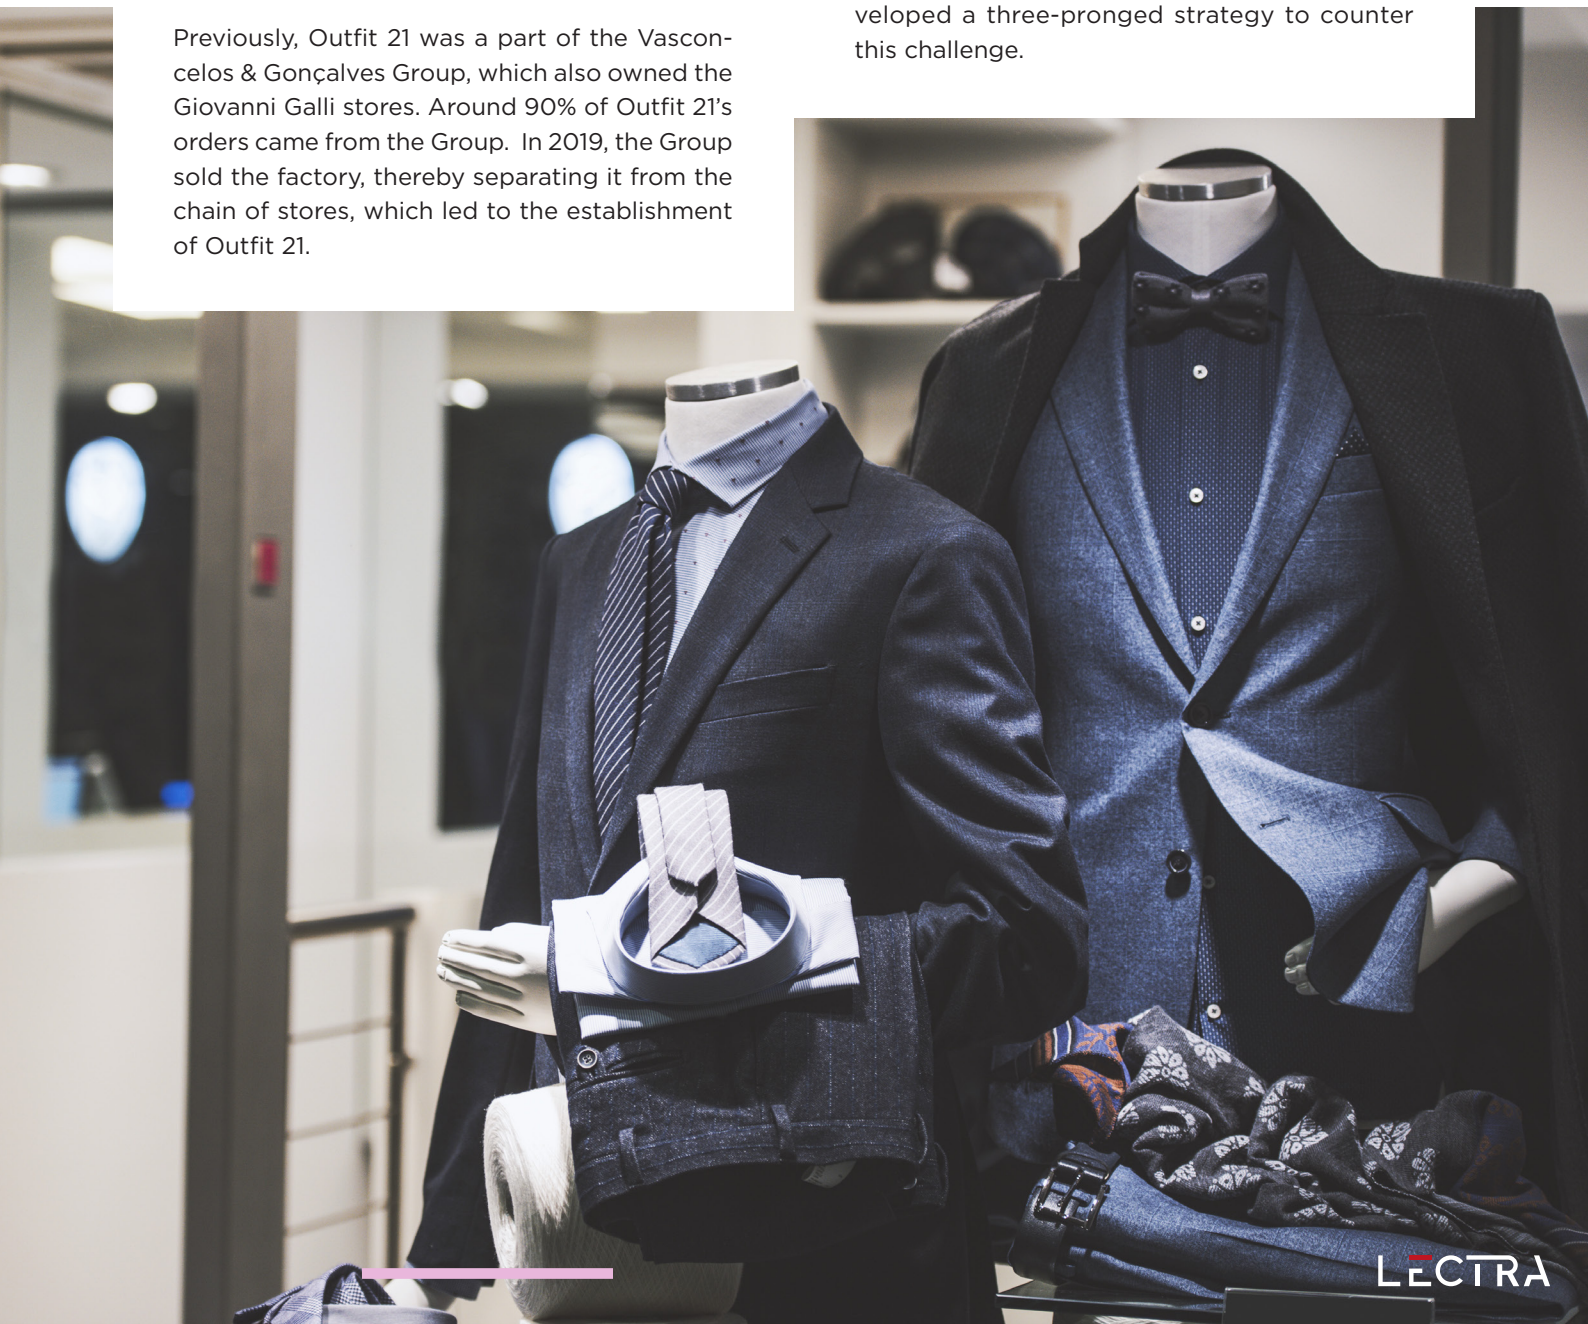 Previously, Outfit 21 was a part of the Vascon-
celos & Gonçalves Group, which also owned the
Giovanni Galli stores. Around 90% of Outfit 21’s
orders came from the Group.  In 2019, the Group
sold the factory, thereby separating it from the
chain of stores, which led to the establishment
of Outfit 21.
veloped a three-pronged strategy to counter
this challenge.
LECTRA